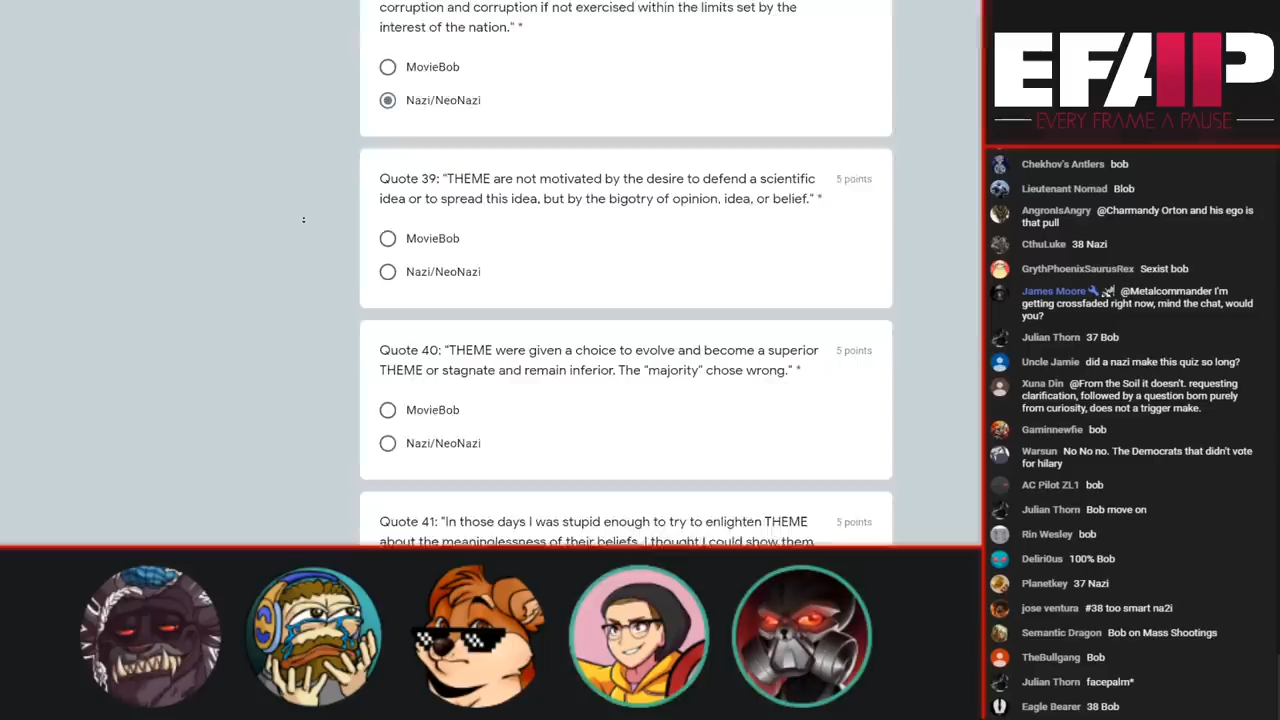 corruption and corruption if not exercised within the limits set by the
interest of the nation." *
MovieBob
Nazi/NeoNazi
Quote 39: "THEME are not motivated by the desire to defend a scientific
idea or to spread this idea, but by the bigotry of opinion, idea, or belief." *
5 points
MovieBob
Nazi/NeoNazi
Quote 40: "THEME were given a choice to evolve and become a superior
THEME or stagnate and remain inferior. The "majority" chose wrong." *
5 points
MovieBob
Nazi/NeoNazi
Quote 41: "In those days I was stupid enough to try to enlighten THEME
about the meaninglessness of their beliefs. I thought I could show them
5 points
EFAP
EVERY FRAME A PAUSE
Chekhov's Antlers bob
Lieutenant Nomad Blob
AngronIsAngry @Charmandy Orton and his ego is
that pull
CthuLuke 38 Nazi
GrythPhoenixSaurusRex Sexist bob
James Moore @Metalcommander I'm
getting crossfaded right now, mind the chat, would
you?
Julian Thorn 37 Bob
Uncle Jamie did a nazi make this quiz so long?
Xuna Din @From the Soil it doesn't. requesting
clarification, followed by a question born purely
from curiosity, does not a trigger make.
Gaminnewfie bob
Warsun No No no. The Democrats that didn't vote
for hilary
AC Pilot ZL1 bob
Julian Thorn Bob move on
Rin Wesley bob
Deliri0us 100% Bob
Planetkey 37 Nazi
jose ventura #38 too smart na2i
Semantic Dragon Bob on Mass Shootings
TheBullgang Bob
Julian Thorn facepalm*
Eagle Bearer 38 Bob